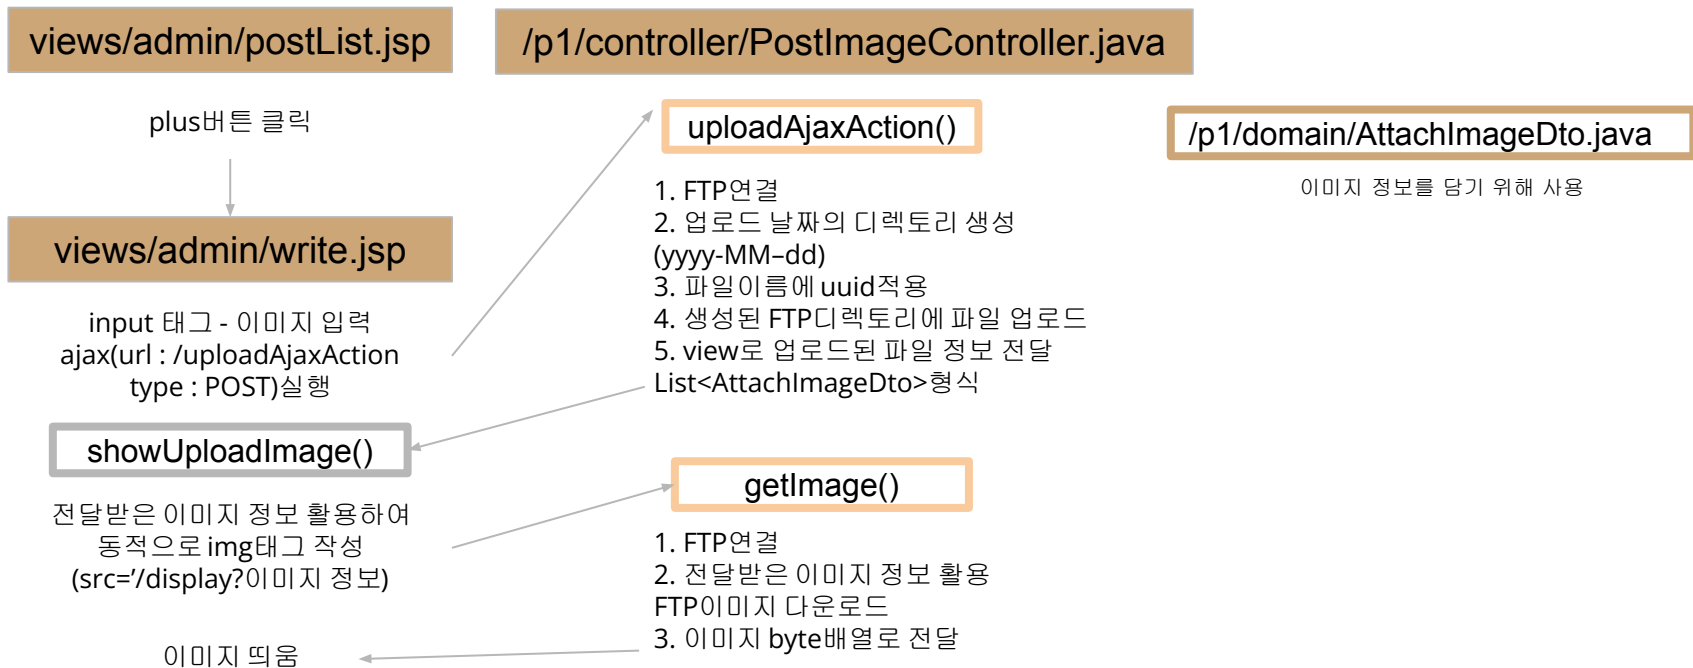 views/admin/postList.jsp
plus버튼 클릭
views/admin/write.jsp
input 태그 - 이미지 입력
ajax(url : /uploadAjaxAction
type : POST)실행
showUploadImage()
전달받은 이미지 정보 활용하여
동적으로 img태그 작성
(src=’/display?이미지 정보)
이미지 띄움
/p1/controller/PostImageController.java
uploadAjaxAction()
1. FTP연결
2. 업로드 날짜의 디렉토리 생성
(yyyy-MM–dd)
3. 파일이름에 uuid적용
4. 생성된 FTP디렉토리에 파일 업로드
5. view로 업로드된 파일 정보 전달
List<AttachImageDto>형식
getImage()
1. FTP연결
2. 전달받은 이미지 정보 활용
FTP이미지 다운로드
3. 이미지 byte배열로 전달
/p1/domain/AttachImageDto.java
이미지 정보를 담기 위해 사용